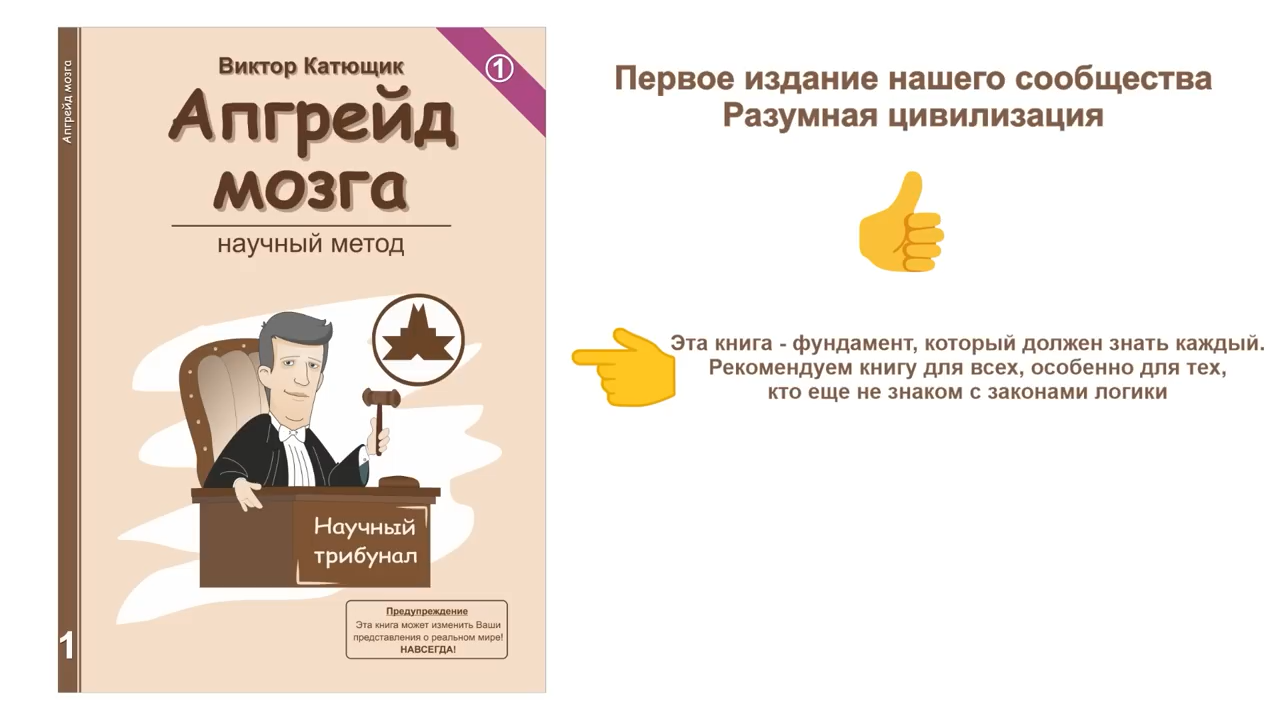 Виктор Катющик
Апгрейд
мозга
научный метод
1
Апгрейд мозга
1
Научный
трибунал
Предупреждение
Эта книга может изменить Ваши
представления о реальном мире!
НАВСЕГДА!
Первое издание нашего сообщества
Разумная цивилизация
Эта книга - фундамент, который должен знать каждый.
Рекомендуем книгу для всех, особенно для тех,
кто еще не знаком с законами логики